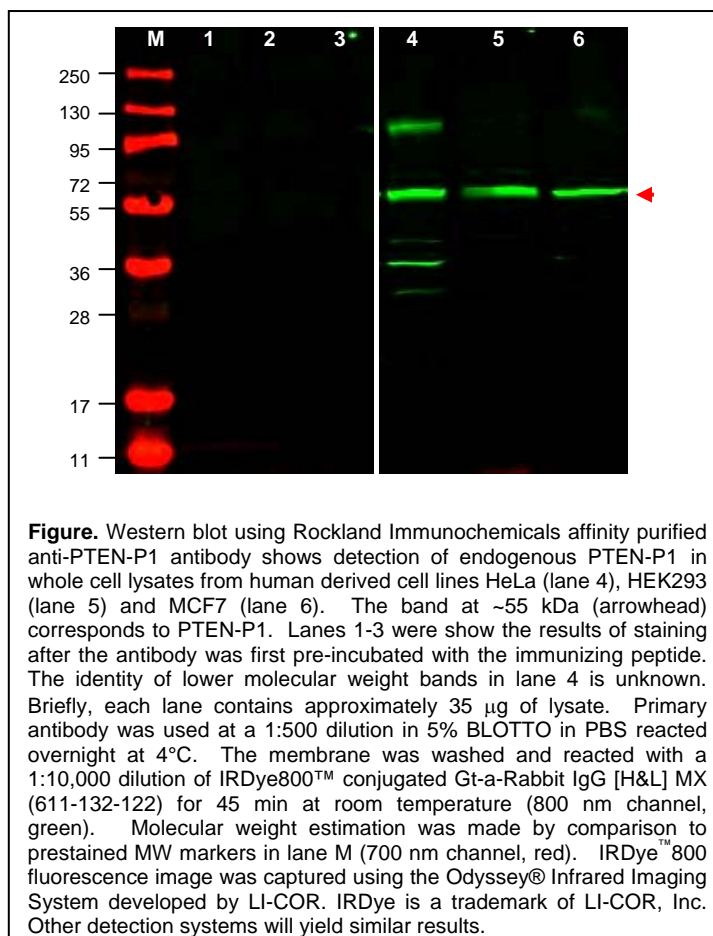 M 1 2 3 4 5 6
250
130
95
72
55
36
28
17
11
Figure. Western blot using Rockland Immunochemicals affinity purified
anti-PTEN-P1 antibody shows detection of endogenous PTEN-P1 in
whole cell lysates from human derived cell lines HeLa (lane 4), HEK293
(lane 5) and MCF7 (lane 6). The band at ~55 kDa (arrowhead)
corresponds to PTEN-P1. Lanes 1-3 were show the results of staining
after the antibody was first pre-incubated with the immunizing peptide.
The identity of lower molecular weight bands in lane 4 is unknown.
Briefly, each lane contains approximately 35 μg of lysate. Primary
antibody was used at a 1:500 dilution in 5% BLOTTO in PBS reacted
overnight at 4°C. The membrane was washed and reacted with a
1:10,000 dilution of IRDye800™ conjugated Gt-a-Rabbit IgG [H&L] MX
(611-132-122) for 45 min at room temperature (800 nm channel,
green). Molecular weight estimation was made by comparison to
prestained MW markers in lane M (700 nm channel, red). IRDye™800
fluorescence image was captured using the Odyssey® Infrared Imaging
System developed by LI-COR. IRDye is a trademark of LI-COR, Inc.
Other detection systems will yield similar results.